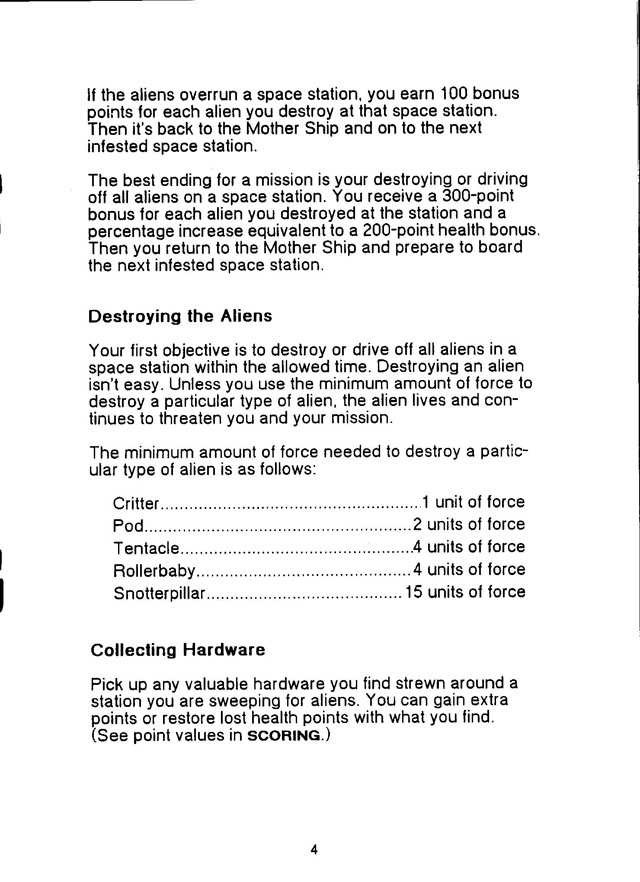 If the aliens overrun a space station, you earn 100 bonus
points for each alien you destroy at that space station.
Then it's back to the Mother Ship and on to the next
infested space station.
The best ending for a mission is your destroying or driving
off all aliens on a space station. You receive a 300-point
bonus for each alien you destroyed at the station and a
percentage increase equivalent to a 200-point health bonus.
Then you return to the Mother Ship and prepare to board
the next infested space station.
Destroying the Aliens
Your first objective is to destroy or drive off all aliens in a
space station within the allowed time. Destroying an alien
isn't easy. Unless you use the minimum amount of force to
destroy a particular type of alien, the alien lives and con-
tinues to threaten you and your mission.
The minimum amount of force needed to destroy a partic-
ular type of alien is as follows:
Critter.......................................................1 unit of force
Pod........................................................2 units of force
Tentacle.................................................4 units of force
Rollerbaby.............................................4 units of force
Snotterpillar......................................... 15 units of force
Collecting Hardware
Pick up any valuable hardware you find strewn around a
station you are sweeping for aliens. You can gain extra
points or restore lost health points with what you find.
(See point values in SCORING.)
4